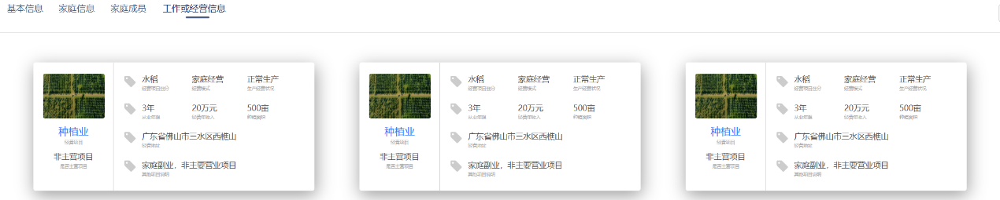 基本信息 家庭信息 家庭成员 工作或经营信息
水稻 家庭经营 正常生产
经营项目细分 经营模式 生产经营状况
3年 20万元 500亩
从业年限 经营年收入 种植面积
种植业
经营项目
广东省佛山市三水区西樵山
经营地址
非主营项目
是否主营项目
家庭副业，非主要营业项目
其他项目说明
水稻 家庭经营 正常生产
经营项目细分 经营模式 生产经营状况
3年 20万元 500亩
从业年限 经营年收入 种植面积
种植业
经营项目
广东省佛山市三水区西樵山
经营地址
非主营项目
是否主营项目
家庭副业，非主要营业项目
其他项目说明
水稻 家庭经营 正常生产
经营项目细分 经营模式 生产经营状况
3年 20万元 500亩
从业年限 经营年收入 种植面积
种植业
经营项目
广东省佛山市三水区西樵山
经营地址
非主营项目
是否主营项目
家庭副业，非主要营业项目
其他项目说明